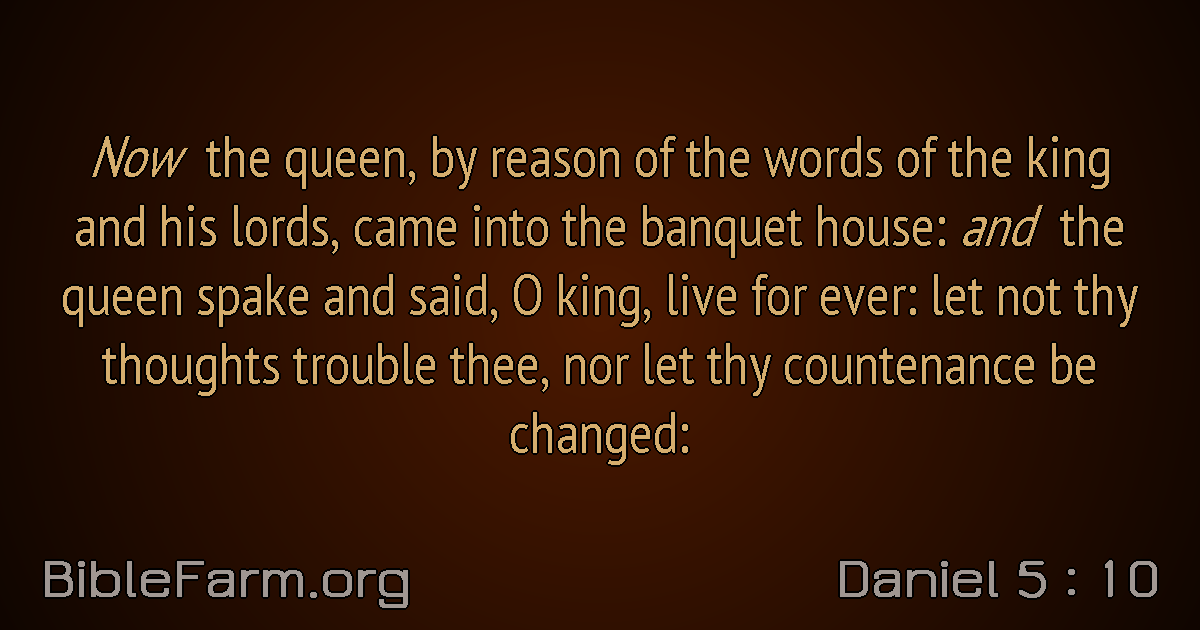 Now the queen, by reason of the words of the king
and his lords, came into the banquet house: and the
queen spake and said, O king, live for ever: let not thy
thoughts trouble thee, nor let thy countenance be
changed:
BibleFarm.org
Daniel 5 : 10